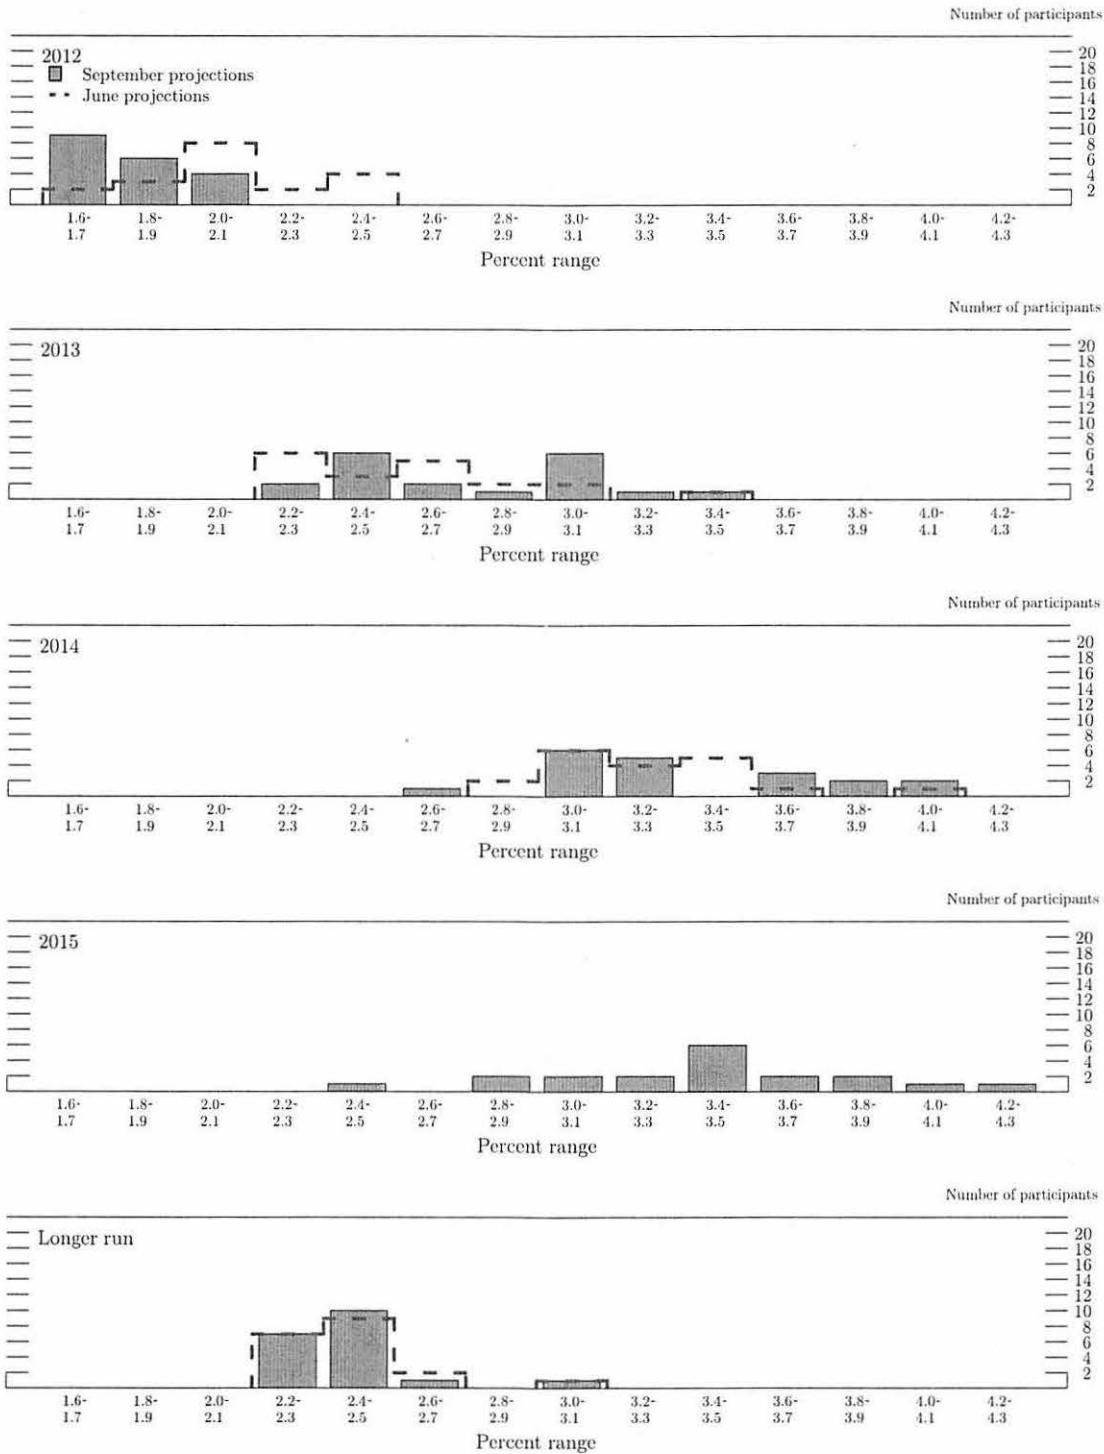 Number of participants
2012
September projections
June projections
20
18
16
14
12
10
8
6
4
2
1.6- 1.8- 2.0- 2.2- 2.4- 2.6- 2.8- 3.0- 3.2- 3.4- 3.6- 3.8- 4.0- 4.2-
1.7 1.9 2.1 2.3 2.5 2.7 2.9 3.1 3.3 3.5 3.7 3.9 4.1 4.3
Percent range
Number of participants
2013
20
18
16
14
12
10
8
6
4
2
1.6- 1.8- 2.0- 2.2- 2.4- 2.6- 2.8- 3.0- 3.2- 3.4- 3.6- 3.8- 4.0- 4.2-
1.7 1.9 2.1 2.3 2.5 2.7 2.9 3.1 3.3 3.5 3.7 3.9 4.1 4.3
Percent range
Number of participants
2014
20
18
16
14
12
10
8
6
4
2
1.6- 1.8- 2.0- 2.2- 2.4- 2.6- 2.8- 3.0- 3.2- 3.4- 3.6- 3.8- 4.0- 4.2-
1.7 1.9 2.1 2.3 2.5 2.7 2.9 3.1 3.3 3.5 3.7 3.9 4.1 4.3
Percent range
Number of participants
2015
20
18
16
14
12
10
8
6
4
2
1.6- 1.8- 2.0- 2.2- 2.4- 2.6- 2.8- 3.0- 3.2- 3.4- 3.6- 3.8- 4.0- 4.2-
1.7 1.9 2.1 2.3 2.5 2.7 2.9 3.1 3.3 3.5 3.7 3.9 4.1 4.3
Percent range
Number of participants
Longer run
20
18
16
14
12
10
8
6
4
2
1.6- 1.8- 2.0- 2.2- 2.4- 2.6- 2.8- 3.0- 3.2- 3.4- 3.6- 3.8- 4.0- 4.2-
1.7 1.9 2.1 2.3 2.5 2.7 2.9 3.1 3.3 3.5 3.7 3.9 4.1 4.3
Percent range